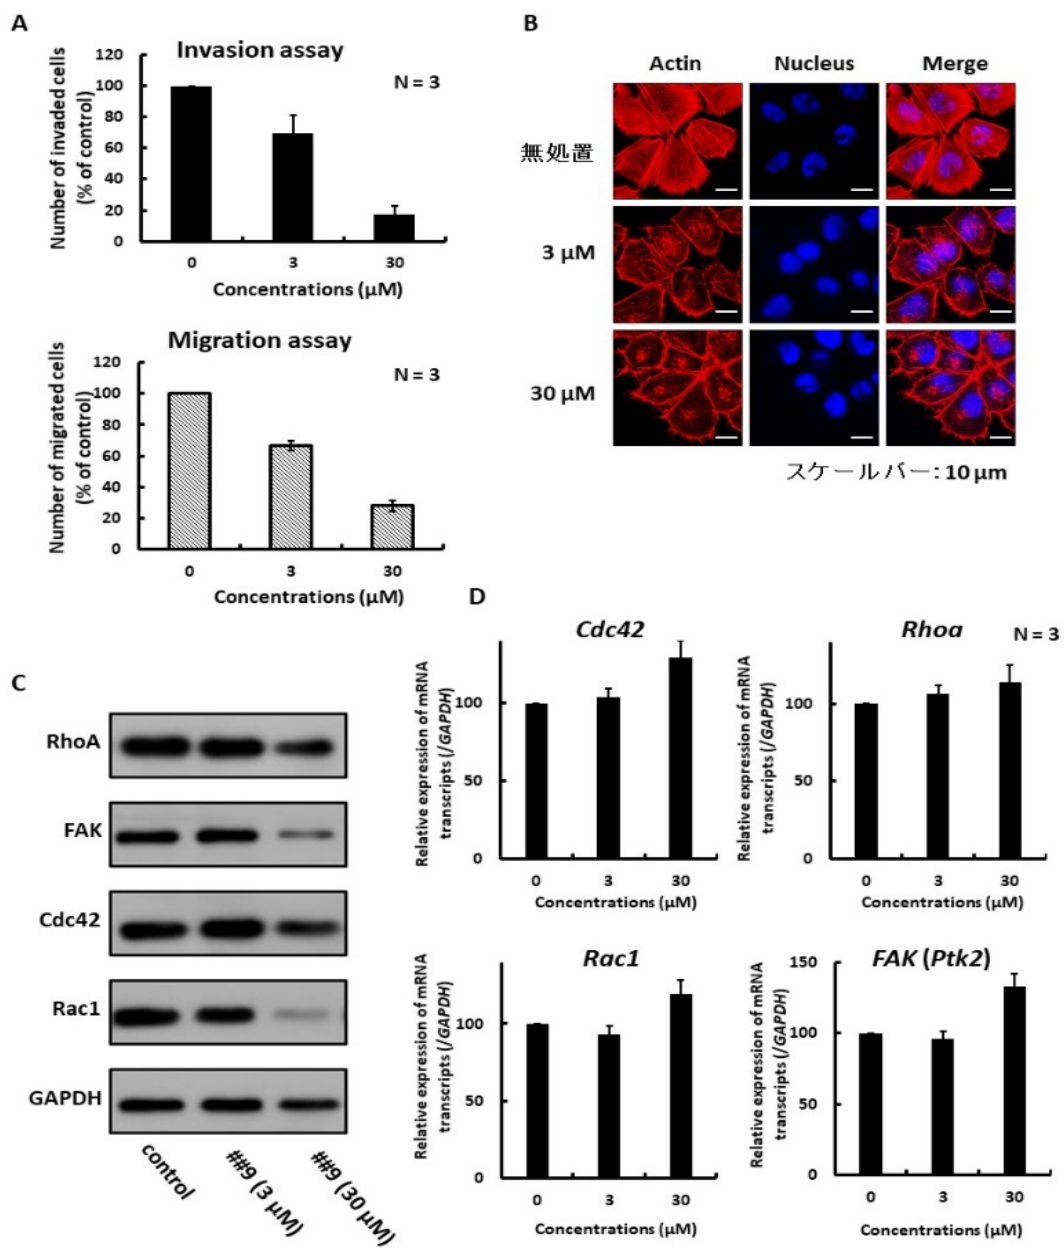 A
Invasion assay
N = 3
Number of invaded cells
(% of control)
120
100
80
60
40
20
0
0 3 30
Concentrations (µM)
Migration assay
N = 3
Number of migrated cells
(% of control)
120
100
80
60
40
20
0
0 3 30
Concentrations (µM)
B
Actin Nucleus Merge
無処置
3 µM
30 µM
スケールバー: 10 µm
C
RhoA
FAK
Cdc42
Rac1
GAPDH
control
##9 (3 µM)
##9 (30 µM)
D
Cdc42
Relative expression of mRNA
transcripts (/GAPDH)
100
50
0
0 3 30
Concentrations (µM)
Rhoa
N = 3
Relative expression of mRNA
transcripts (/GAPDH)
100
50
0
0 3 30
Concentrations (µM)
Rac1
Relative expression of mRNA
transcripts (/GAPDH)
100
50
0
0 3 30
Concentrations (µM)
FAK (Ptk2)
Relative expression of mRNA
transcripts (/GAPDH)
150
100
50
0
0 3 30
Concentrations (µM)